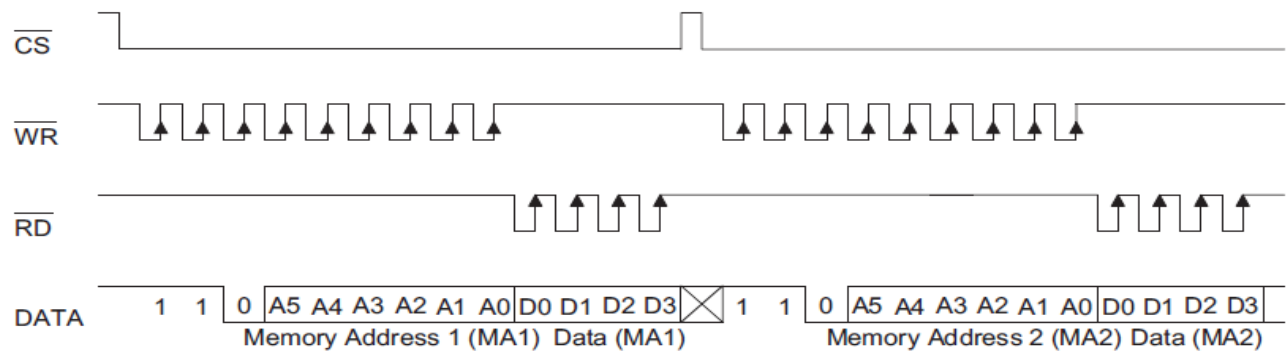 CS
WR
RD
DATA 1 1 0 A5 A4 A3 A2 A1 A0 D0 D1 D2 D3 1 1 0 A5 A4 A3 A2 A1 A0 D0 D1 D2 D3
Memory Address 1 (MA1) Data (MA1) Memory Address 2 (MA2) Data (MA2)